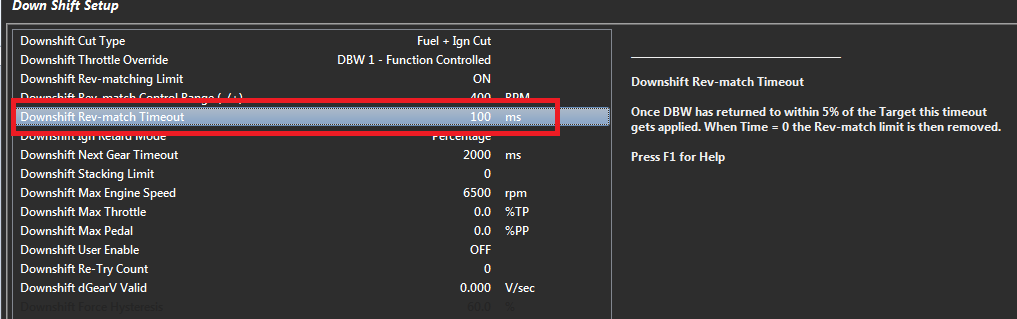 Down Shift Setup
Downshift Cut Type Fuel + Ign Cut
Downshift Throttle Override DBW 1 - Function Controlled
Downshift Rev-matching Limit ON
Downshift Rev-match Control Range (-/+) 400 RPM
Downshift Rev-match Timeout 100 ms
Downshift Ign Retard Mode Percentage
Downshift Next Gear Timeout 2000 ms
Downshift Stacking Limit 0
Downshift Max Engine Speed 6500 rpm
Downshift Max Throttle 0.0 %TP
Downshift Max Pedal 0.0 %PP
Downshift User Enable OFF
Downshift Re-Try Count 0
Downshift dGearV Valid 0.000 V/sec
Downshift Force Hysteresis 60.0 %
Downshift Rev-match Timeout
Once DBW has returned to within 5% of the Target this timeout
gets applied. When Time = 0 the Rev-match limit is then removed.
Press F1 for Help